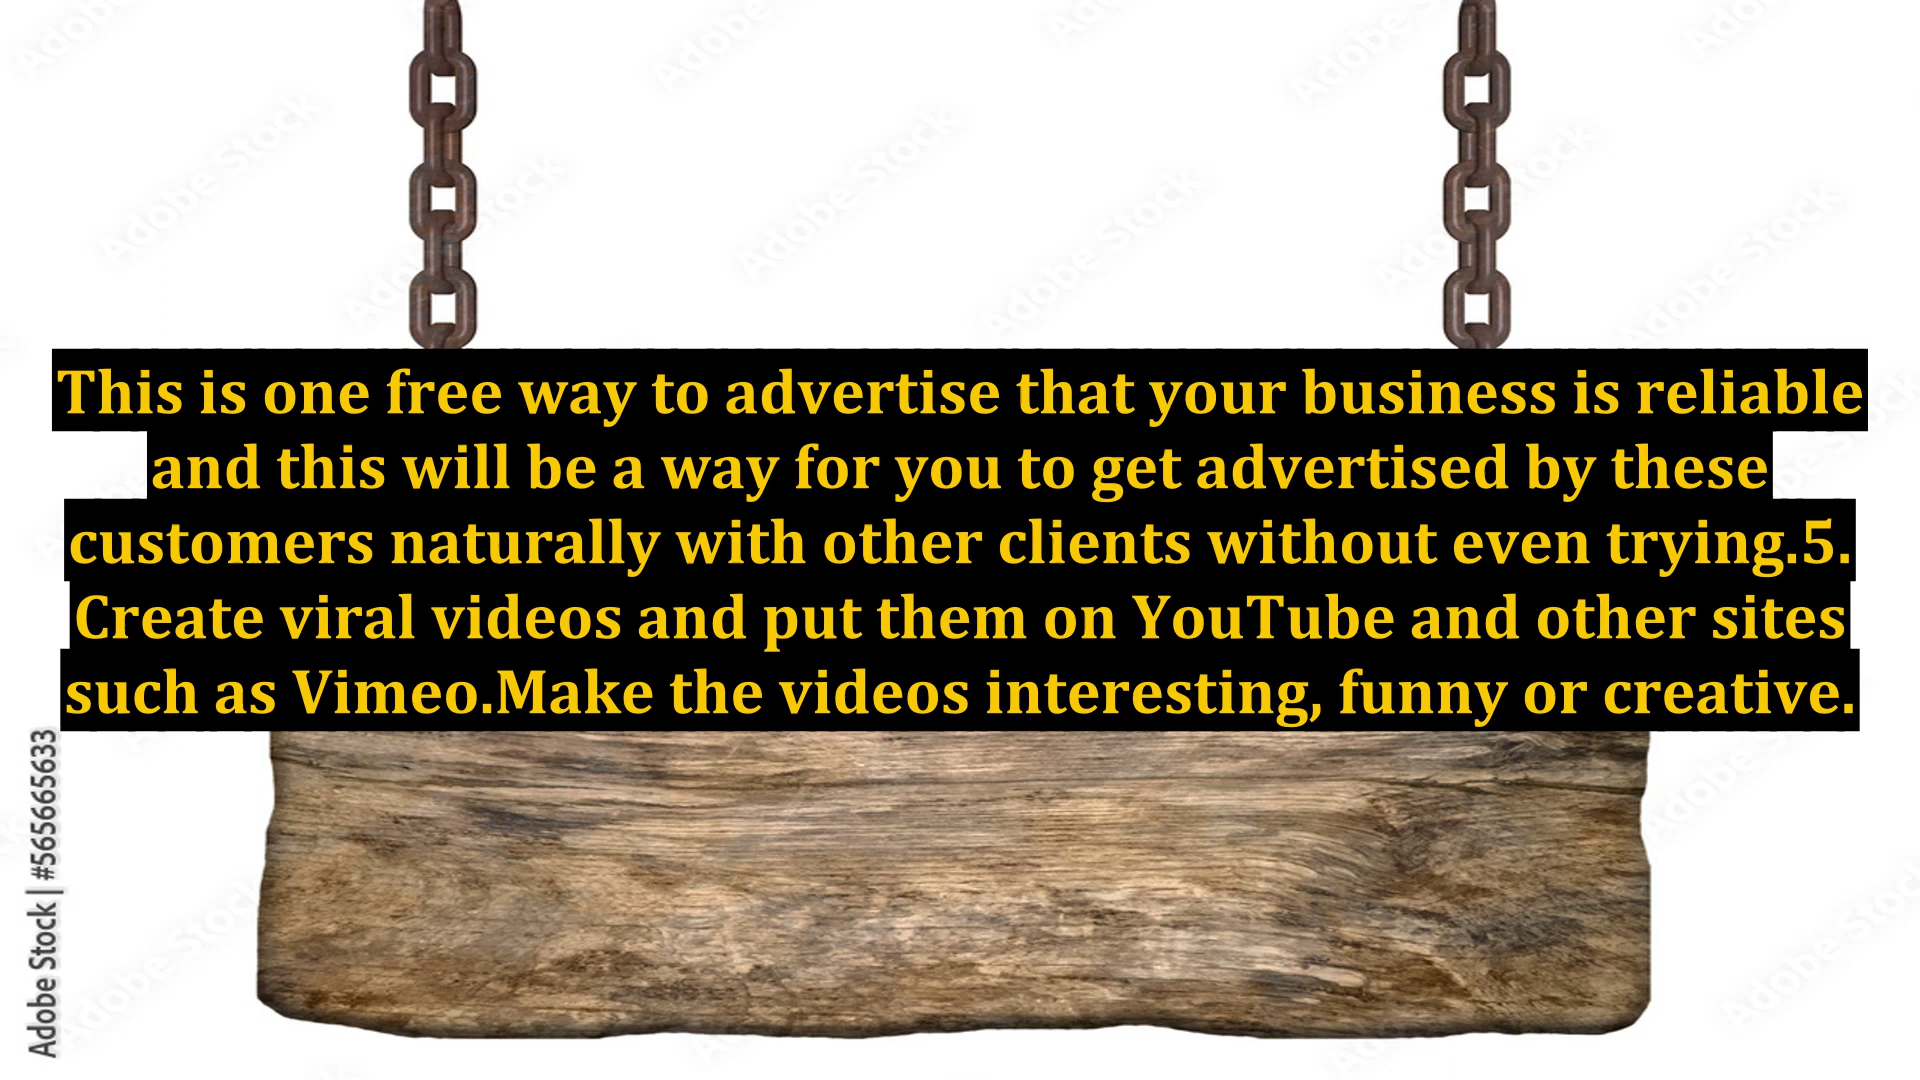 This is one free way to advertise that your business is reliable
and this will be a way for you to get advertised by these
customers naturally with other clients without even trying.5.
Create viral videos and put them on YouTube and other sites
such as Vimeo.Make the videos interesting, funny or creative.
Adobe Stock | #565665633